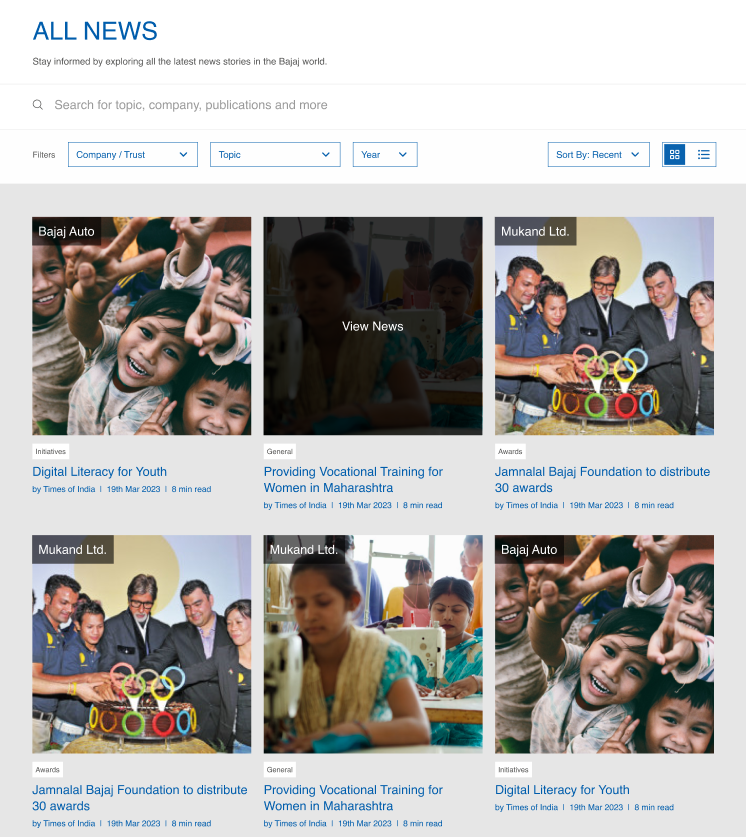 ALL NEWS
Stay informed by exploring all the latest news stories in the Bajaj world.
Search for topic, company, publications and more
Filters
Company / Trust
Topic
Year
Sort By: Recent
Bajaj Auto
View News
Mukand Ltd.
Initiatives
General
Awards
Digital Literacy for Youth
by Times of India | 19th Mar 2023 | 8 min read
Providing Vocational Training for
Women in Maharashtra
by Times of India | 19th Mar 2023 | 8 min read
Jamnalal Bajaj Foundation to distribute
30 awards
by Times of India | 19th Mar 2023 | 8 min read
Mukand Ltd.
Mukand Ltd.
Bajaj Auto
Awards
General
Initiatives
Jamnalal Bajaj Foundation to distribute
30 awards
by Times of India | 19th Mar 2023 | 8 min read
Providing Vocational Training for
Women in Maharashtra
by Times of India | 19th Mar 2023 | 8 min read
Digital Literacy for Youth
by Times of India | 19th Mar 2023 | 8 min read